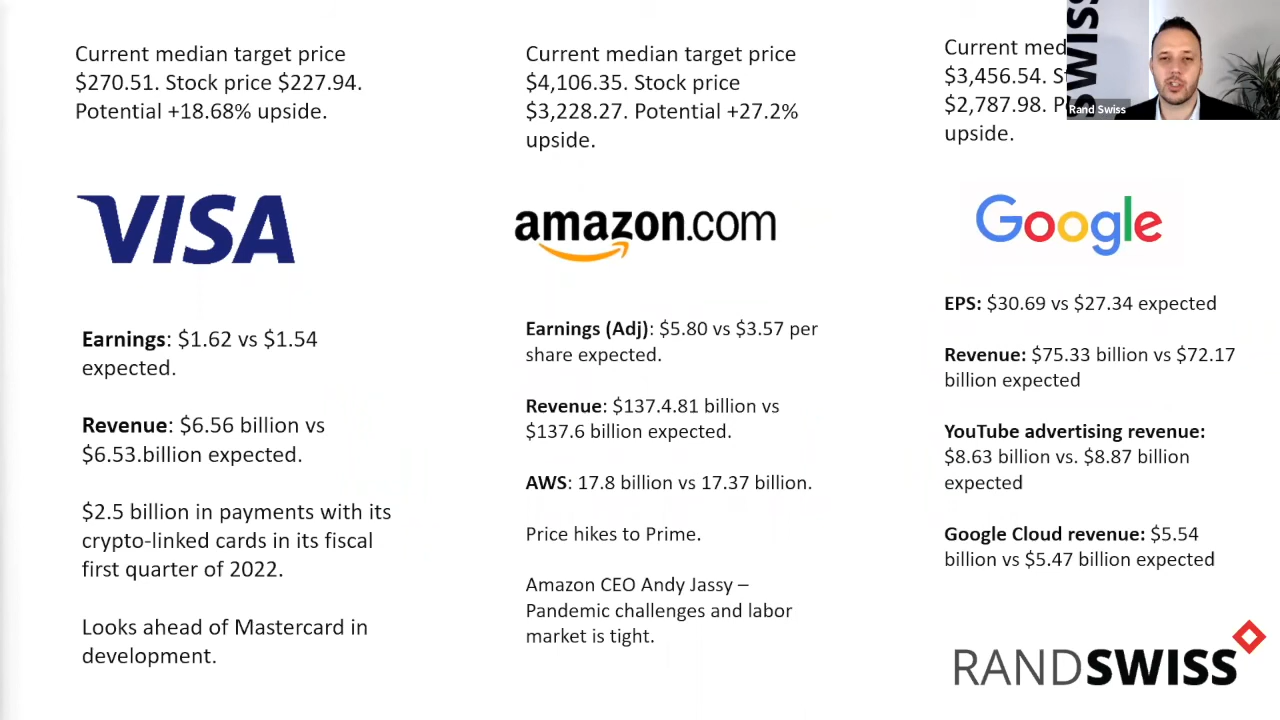 Current median target price
$270.51. Stock price $227.94.
Potential +18.68% upside.
VISA
Earnings: $1.62 vs $1.54
expected.
Revenue: $6.56 billion vs
$6.53.billion expected.
$2.5 billion in payments with its
crypto-linked cards in its fiscal
first quarter of 2022.
Looks ahead of Mastercard in
development.
Current median target price
$4,106.35. Stock price
$3,228.27. Potential +27.2%
upside.
amazon.com
Earnings (Adj): $5.80 vs $3.57 per
share expected.
Revenue: $137.4.81 billion vs
$137.6 billion expected.
AWS: 17.8 billion vs 17.37 billion.
Price hikes to Prime.
Amazon CEO Andy Jassy –
Pandemic challenges and labor
market is tight.
Current
$3,456.54.
$2,787.98.
upside.
Google
EPS: $30.69 vs $27.34 expected
Revenue: $75.33 billion vs $72.17
billion expected
YouTube advertising revenue:
$8.63 billion vs. $8.87 billion
expected
Google Cloud revenue: $5.54
billion vs $5.47 billion expected
RANDSWISS
SWISS
Rand Swiss